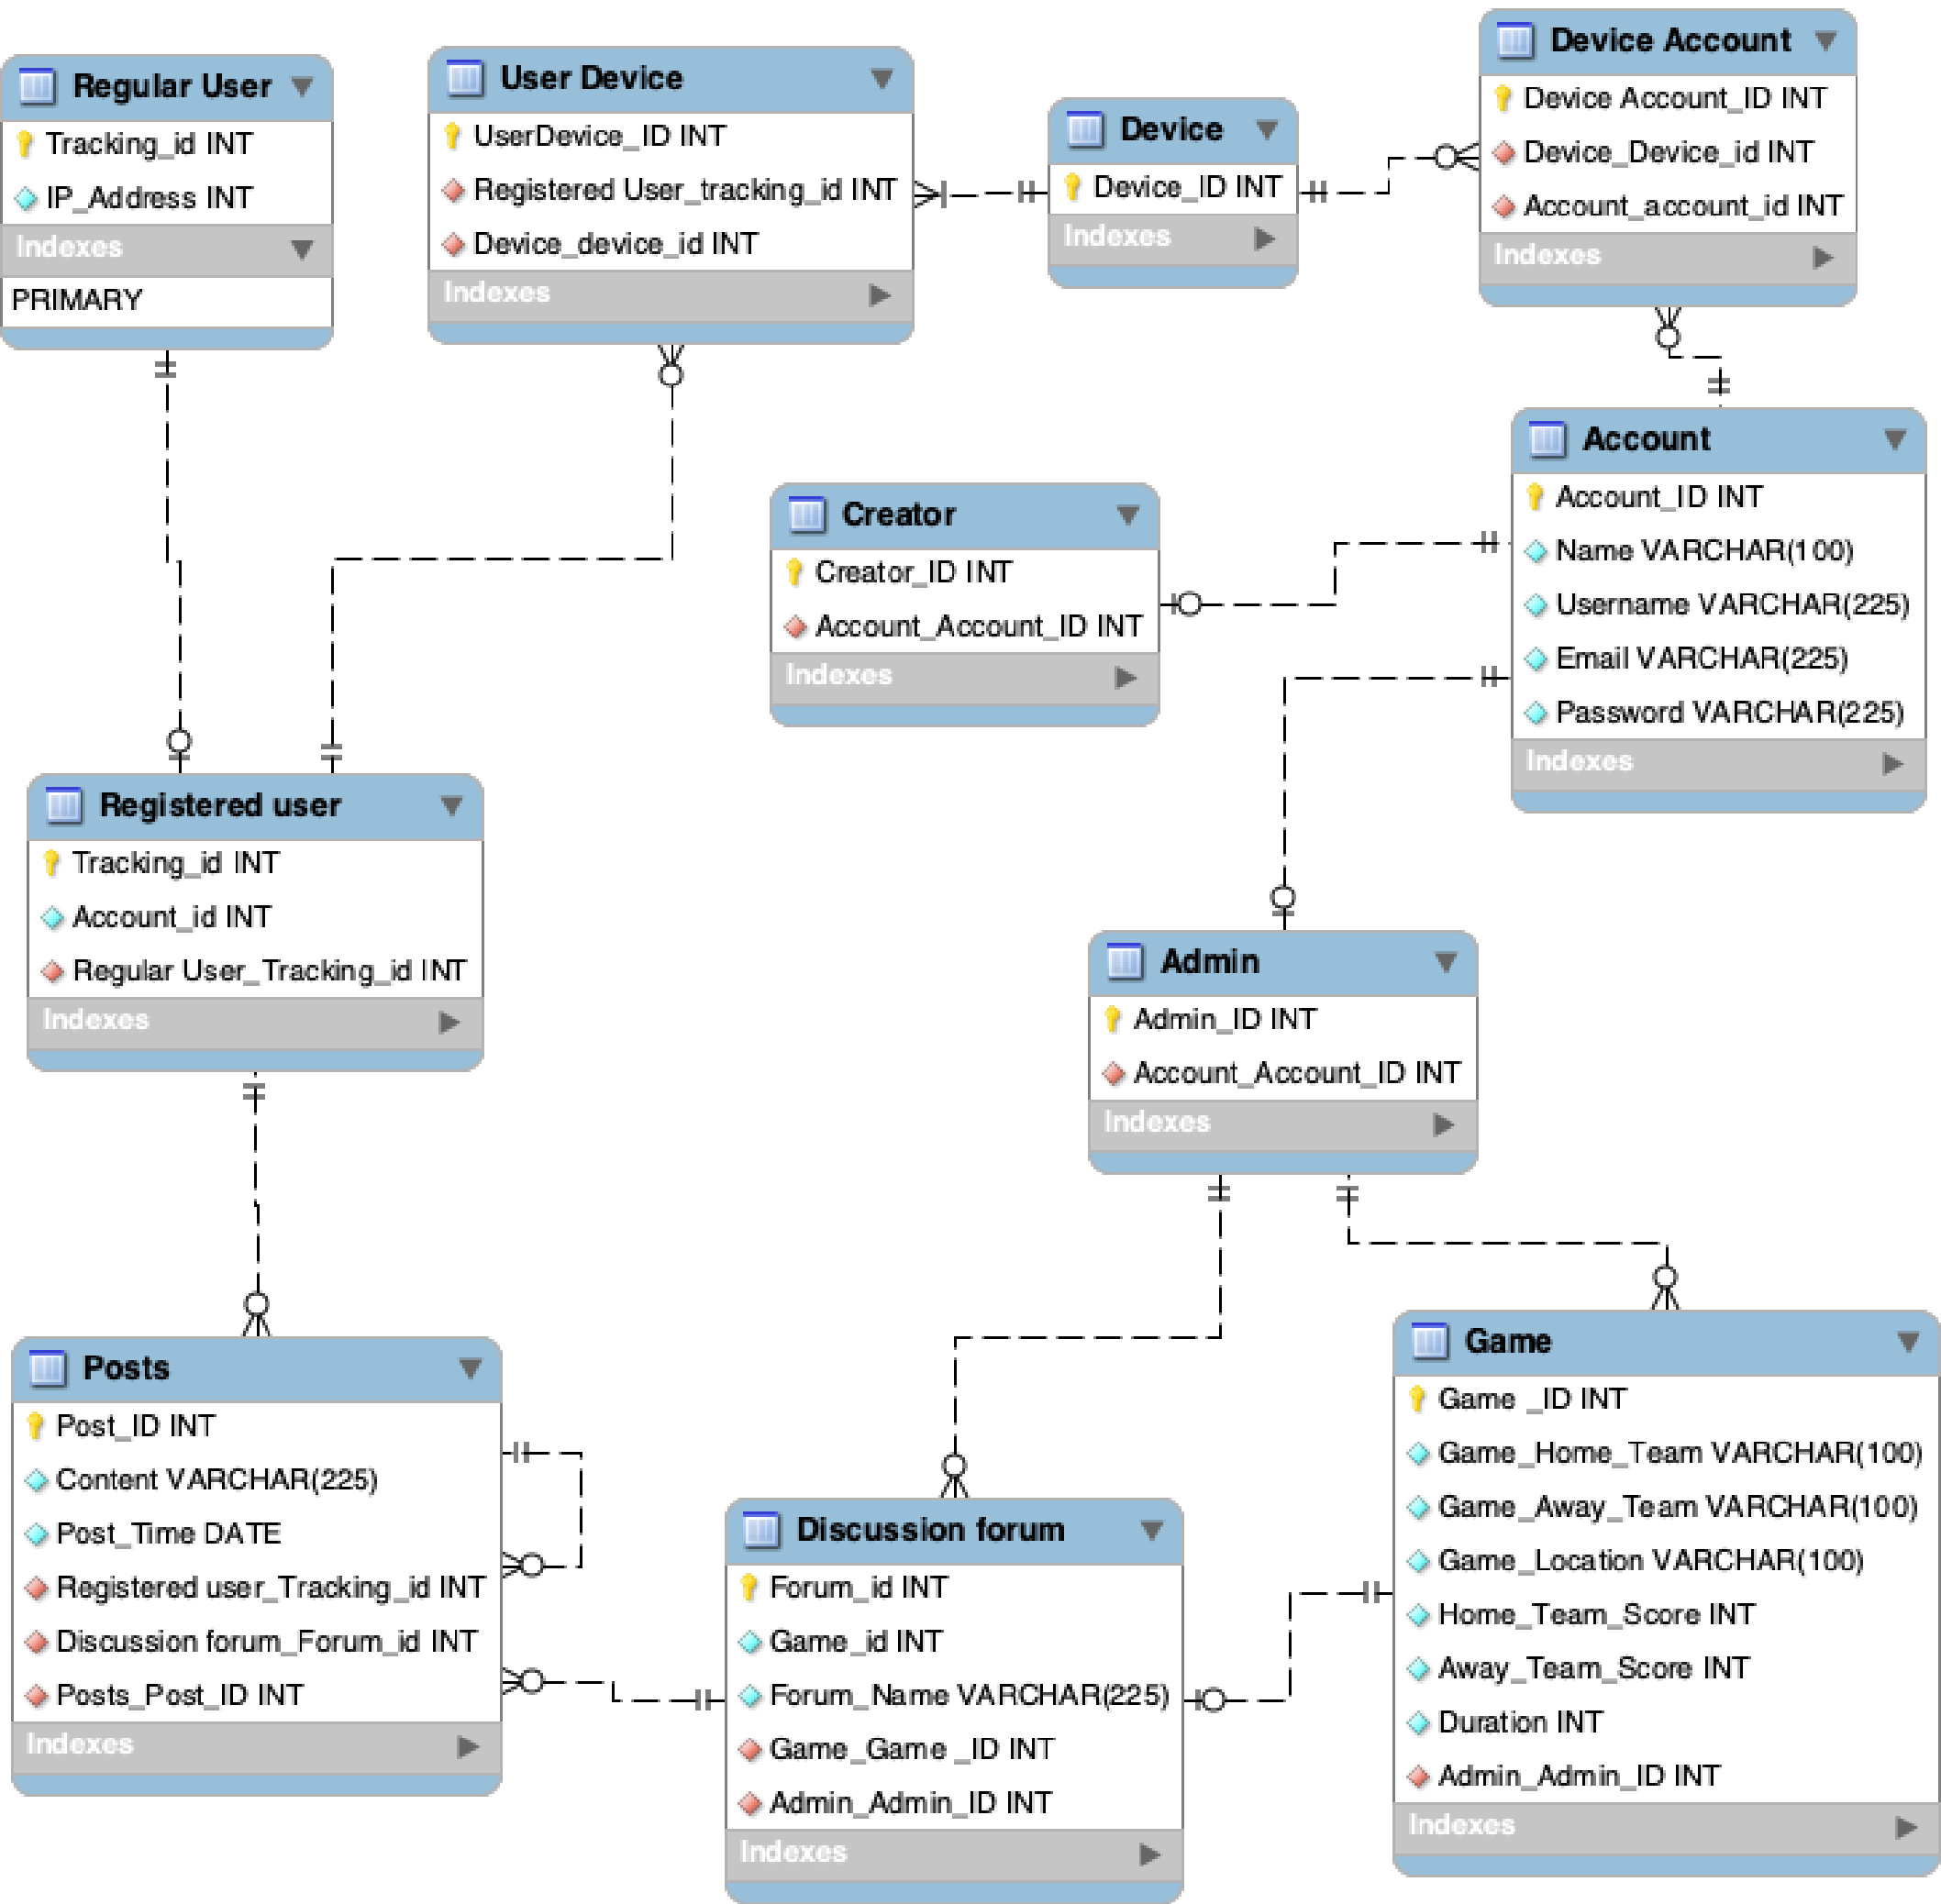 Regular User
Tracking_id INT
IP_Address INT
Indexes
PRIMARY
User Device
UserDevice_ID INT
Registered User_tracking_id INT
Device_device_id INT
Indexes
Device
Device_ID INT
Indexes
Device Account
Device Account_ID INT
Device_Device_id INT
Account_account_id INT
Indexes
Account
Account_ID INT
Name VARCHAR(100)
Username VARCHAR(225)
Email VARCHAR(225)
Password VARCHAR(225)
Indexes
Creator
Creator_ID INT
Account_Account_ID INT
Indexes
Registered user
Tracking_id INT
Account_id INT
Regular User_Tracking_id INT
Indexes
Admin
Admin_ID INT
Account_Account_ID INT
Indexes
Posts
Post_ID INT
Content VARCHAR(225)
Post_Time DATE
Registered user_Tracking_id INT
Discussion forum_Forum_id INT
Posts_Post_ID INT
Indexes
Discussion forum
Forum_id INT
Game_id INT
Forum_Name VARCHAR(225)
Game_Game _ID INT
Admin_Admin_ID INT
Indexes
Game
Game _ID INT
Game_Home_Team VARCHAR(100)
Game_Away_Team VARCHAR(100)
Game_Location VARCHAR(100)
Home_Team_Score INT
Away_Team_Score INT
Duration INT
Admin_Admin_ID INT
Indexes